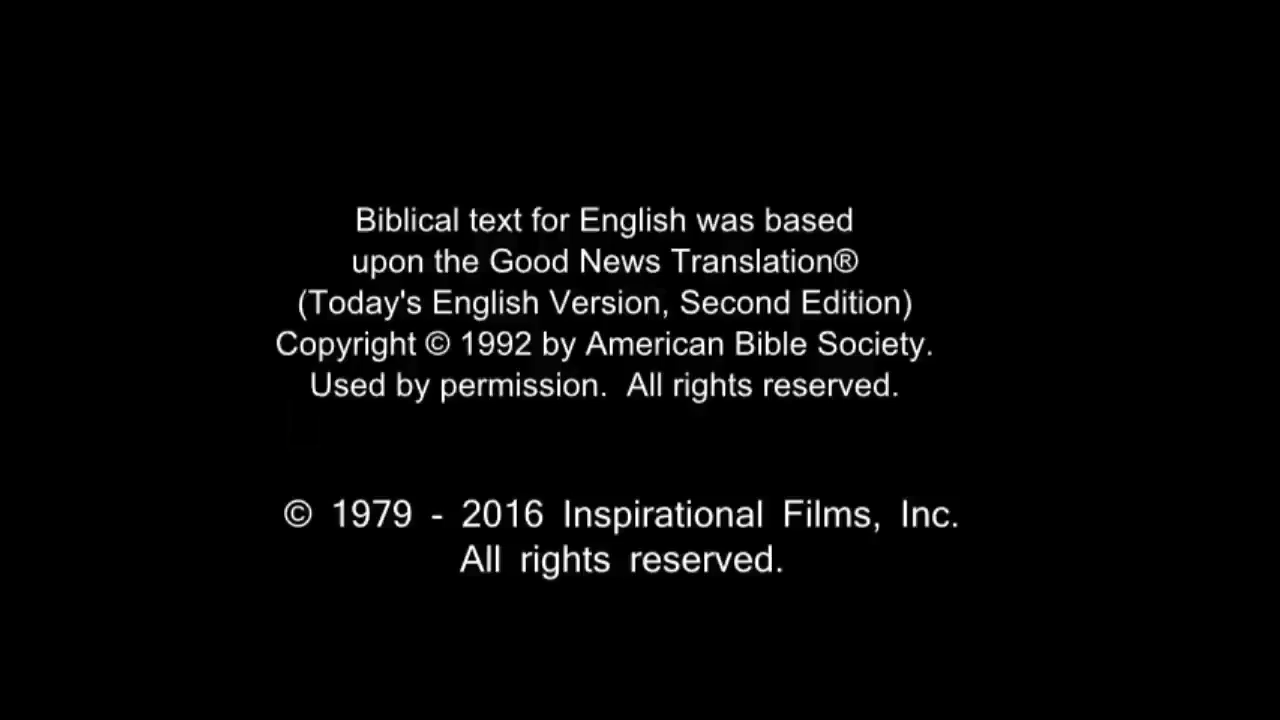 Biblical text for English was based
upon the Good News Translation®
(Today's English Version, Second Edition)
Copyright © 1992 by American Bible Society.
Used by permission.  All rights reserved.
© 1979 - 2016 Inspirational Films, Inc.
All rights reserved.